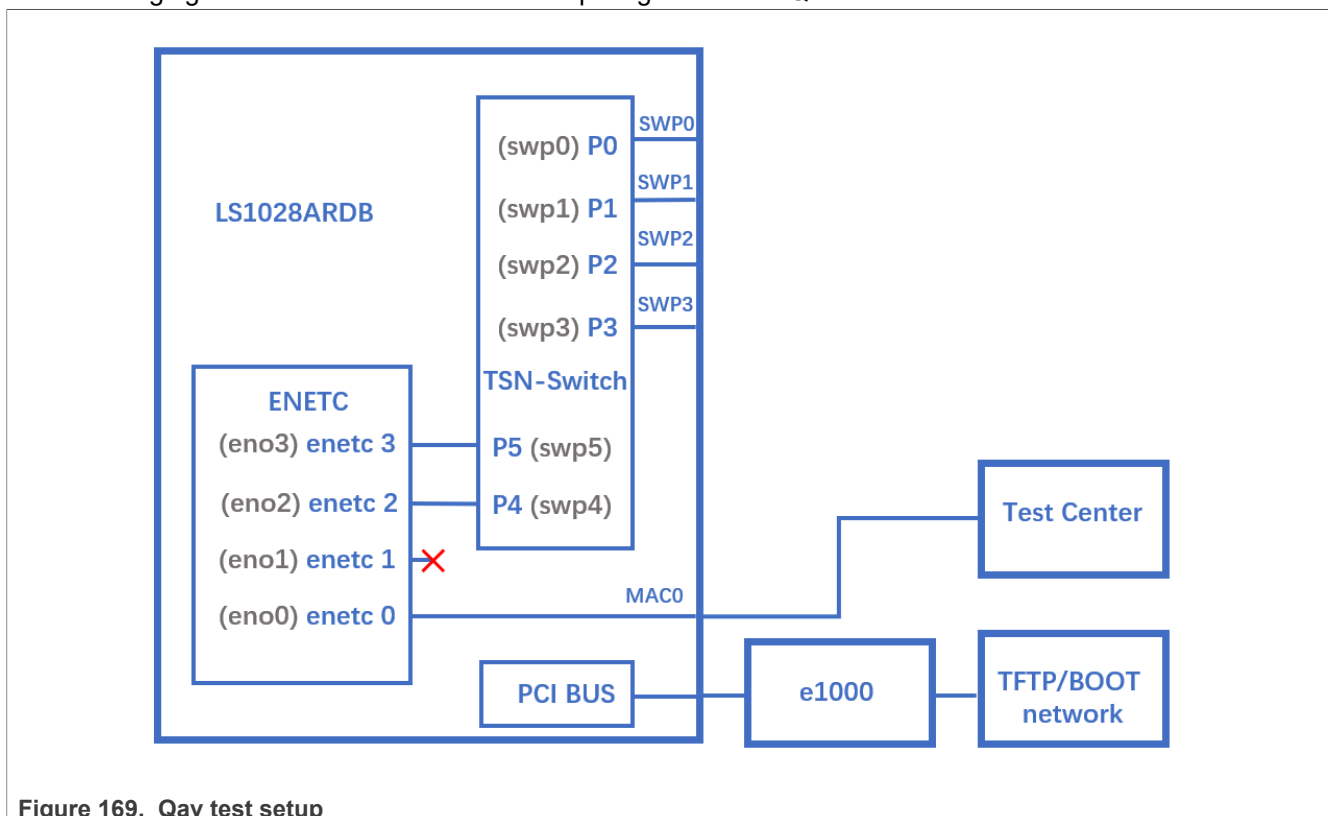 SWP0
(swp0) P0
SWP1
LS1028ARDB
(swp1) P1
SWP2
(swp2) P2
SWP3
(swp3) P3
TSN-Switch
ENETC
(eno3) enetc 3
P5 (swp5)
(eno2) enetc 2
P4 (swp4)
Test Center
(eno1) enetc 1
MAC0
(eno0) enetc 0
PCI BUS
e1000
TFTP/BOOT
network
Figure 169. Qav test setup